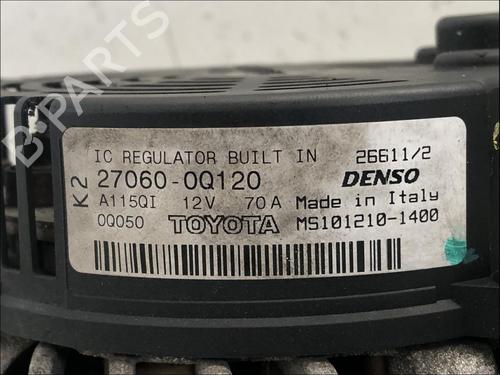 IC REGULATOR BUILT IN 26611/2
K2
27060-0Q120 DENSO
A115QI 12V 70A Made in Italy
0Q050 TOYOTA MS101210-1400
B-PARTS